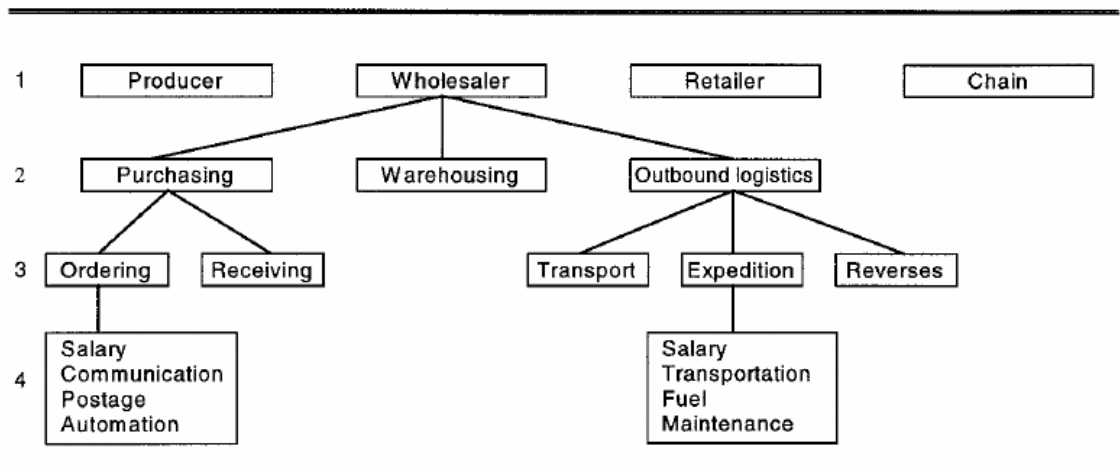 1 Producer Wholesaler Retailer Chain
2 Purchasing Warehousing Outbound logistics
3 Ordering Receiving Transport Expedition Reverses
4
Salary
Communication
Postage
Automation
Salary
Transportation
Fuel
Maintenance